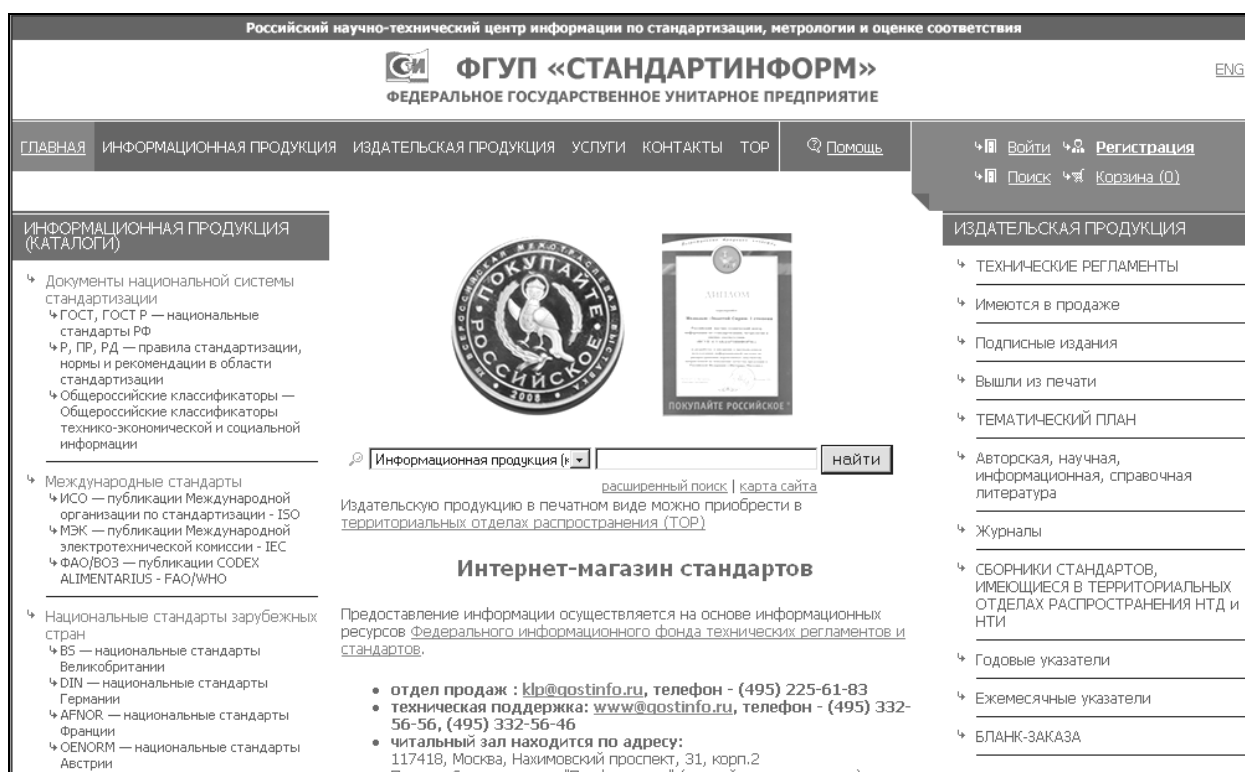 Российский научно-технический центр информации по стандартизации, метрологии и оценке соответствия
ФГУП «СТАНДАРТИНФОРМ»
ФЕДЕРАЛЬНОЕ ГОСУДАРСТВЕННОЕ УНИТАРНОЕ ПРЕДПРИЯТИЕ
ENG
ГЛАВНАЯ ИНФОРМАЦИОННАЯ ПРОДУКЦИЯ ИЗДАТЕЛЬСКАЯ ПРОДУКЦИЯ УСЛУГИ КОНТАКТЫ ТОР Помощь
Войти Регистрация
Поиск Корзина (0)
ИНФОРМАЦИОННАЯ ПРОДУКЦИЯ
(КАТАЛОГИ)
Документы национальной системы
стандартизации
ГОСТ, ГОСТ Р — национальные
стандарты РФ
Р, ПР, РД — правила стандартизации,
нормы и рекомендации в области
стандартизации
Общероссийские классификаторы —
Общероссийские классификаторы
технико-экономической и социальной
информации
Международные стандарты
ИСО — публикации Международной
организации по стандартизации - ISO
МЭК — публикации Международной
электротехнической комиссии - IEC
ФАО/ВОЗ — публикации CODEX
ALIMENTARIUS - FAO/WHO
Национальные стандарты зарубежных
стран
BS — национальные стандарты
Великобритании
DIN — национальные стандарты
Германии
AFNOR — национальные стандарты
Франции
OENORM — национальные стандарты
Австрии
ПОКУПАЙТЕ РОССИЙСКОЕ
2008
ДИПЛОМ
ПОКУПАЙТЕ РОССИЙСКОЕ
Информационная продукция (к
найти
расширенный поиск | карта сайта
Издательскую продукцию в печатном виде можно приобрести в
территориальных отделах распространения (ТОР)
Интернет-магазин стандартов
Предоставление информации осуществляется на основе информационных
ресурсов Федерального информационного фонда технических регламентов и
стандартов.
• отдел продаж : klp@gostinfo.ru, телефон - (495) 225-61-83
• техническая поддержка: www@gostinfo.ru, телефон - (495) 332-
56-56, (495) 332-56-46
• читальный зал находится по адресу:
117418, Москва, Нахимовский проспект, 31, корп.2
ИЗДАТЕЛЬСКАЯ ПРОДУКЦИЯ
ТЕХНИЧЕСКИЕ РЕГЛАМЕНТЫ
Имеются в продаже
Подписные издания
Вышли из печати
ТЕМАТИЧЕСКИЙ ПЛАН
Авторская, научная,
информационная, справочная
литература
Журналы
СБОРНИКИ СТАНДАРТОВ,
ИМЕЮЩИЕСЯ В ТЕРРИТОРИАЛЬНЫХ
ОТДЕЛАХ РАСПРОСТРАНЕНИЯ НТД и
НТИ
Годовые указатели
Ежемесячные указатели
БЛАНК-ЗАКАЗА